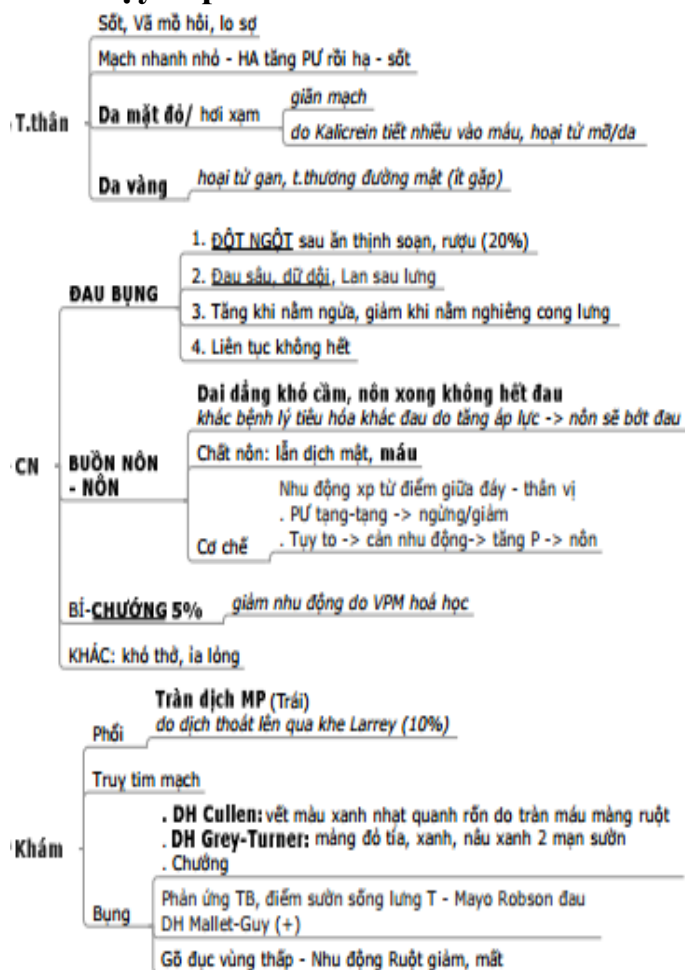 Sốt, Vã mồ hôi, lo sợ
Mạch nhanh nhỏ - HA tăng PƯ rồi hạ - sốt
T.thân
Da mặt đỏ/ hơi xạm
giãn mạch
do Kalicrein tiết nhiều vào máu, hoại tử mỡ/da
Da vàng
hoại tử gan, t.thương đường mật (ít gặp)
CN
ĐAU BỤNG
1. ĐỘT NGỘT sau ăn thịnh soạn, rượu (20%)
2. Đau sâu, dữ dội, Lan sau lưng
3. Tăng khi nằm ngửa, giảm khi nằm nghiêng cong lưng
4. Liên tục không hết
BUỒN NÔN
- NÔN
Dai dẳng khó cầm, nôn xong không hết đau
khác bệnh lý tiêu hóa khác đau do tăng áp lực -> nôn sẽ bớt đau
Chất nôn: lẫn dịch mật, máu
Cơ chế
Nhu động xp từ điểm giữa đáy - thân vị
. PƯ tạng-tạng -> ngừng/giảm
. Tụy to -> cản nhu động-> tăng P -> nôn
BÍ-CHƯỚNG 5%
giảm nhu động do VPM hoá học
KHÁC: khó thở, ỉa lỏng
Khám
Phổi
Tràn dịch MP (Trái)
do dịch thoát lên qua khe Larrey (10%)
Truỵ tim mạch
Bụng
. DH Cullen: vết màu xanh nhạt quanh rốn do tràn máu màng ruột
. DH Grey-Turner: mảng đỏ tía, xanh, nâu xanh 2 mạn sườn
. Chướng
Phản ứng TB, điểm sườn sống lưng T - Mayo Robson đau
DH Mallet-Guy (+)
Gõ đục vùng thấp - Nhu động Ruột giảm, mất